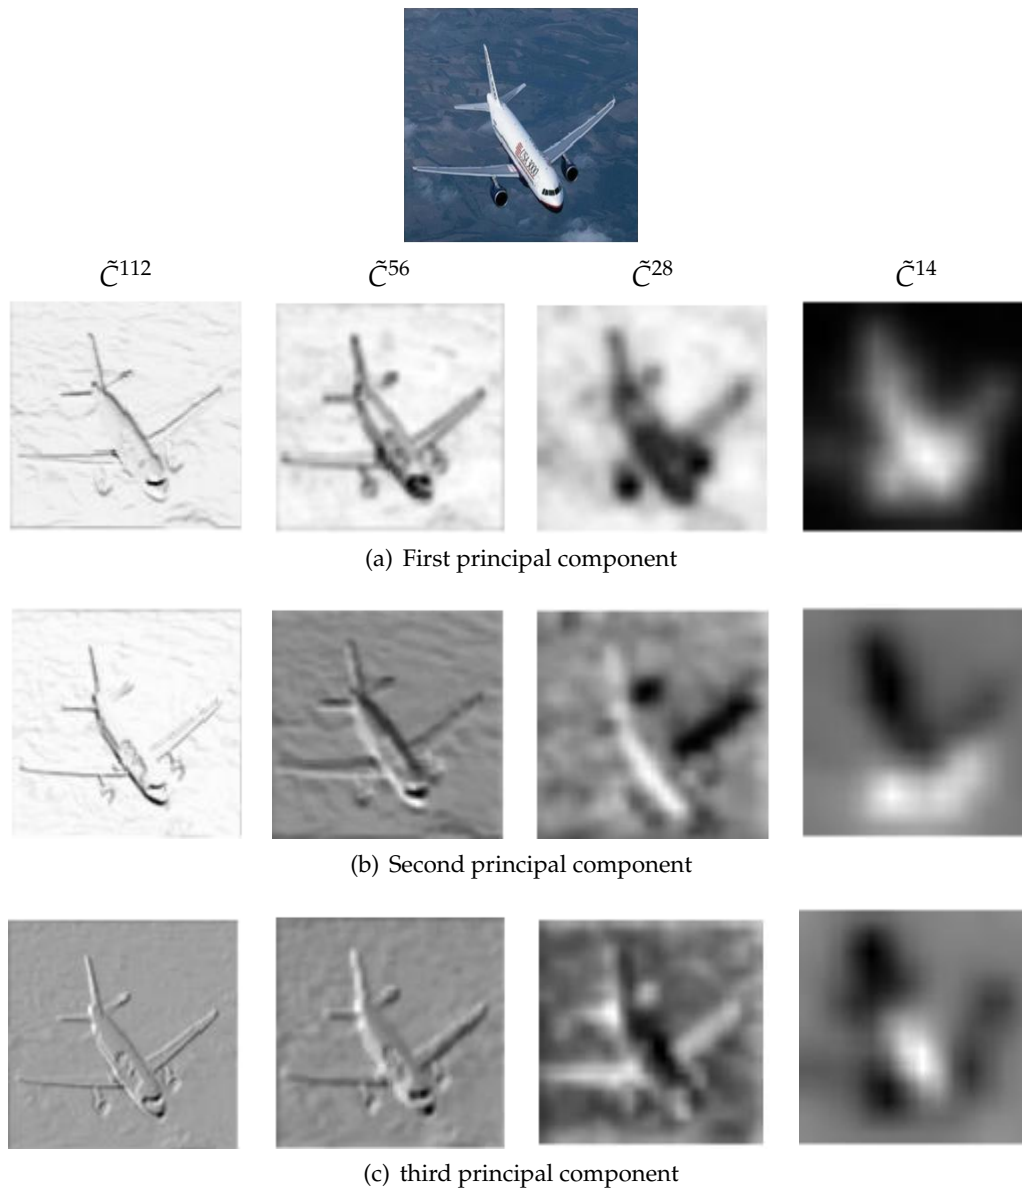 C̃¹¹² C̃⁵⁶ C̃²⁸ C̃¹⁴
(a) First principal component
(b) Second principal component
(c) third principal component